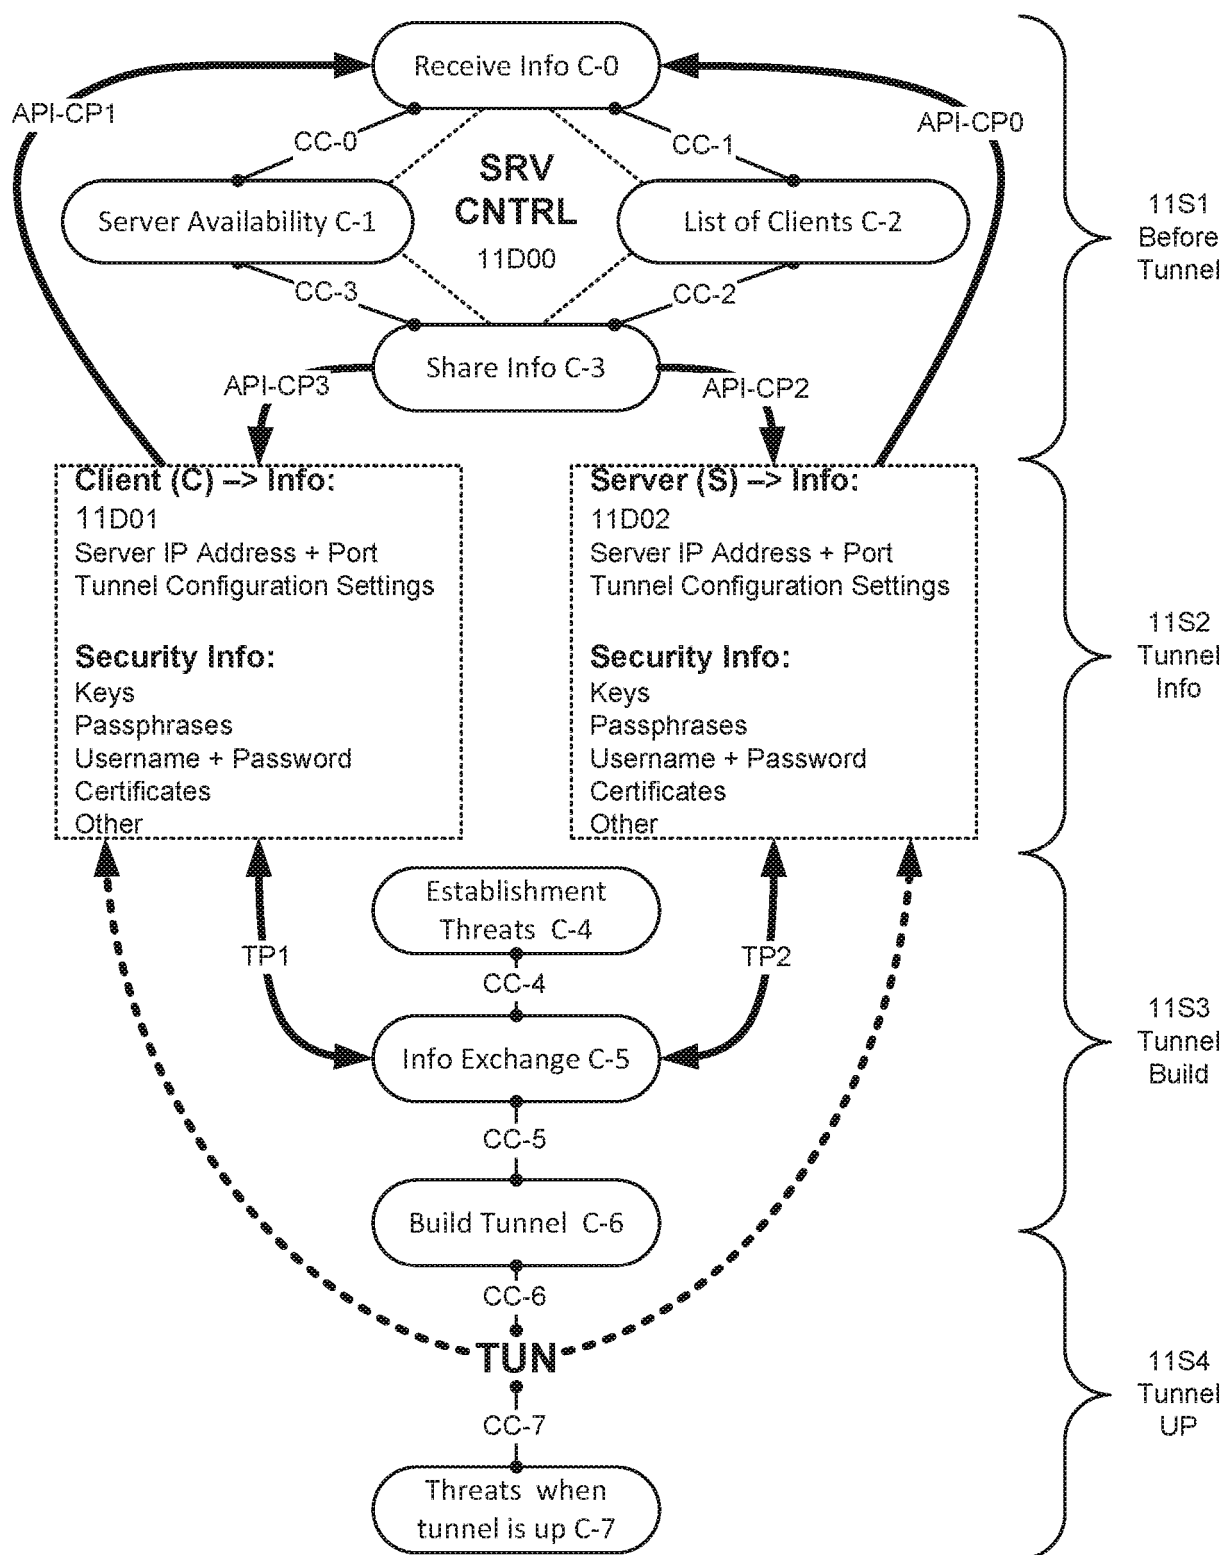 Receive Info C-0
API-CP1
API-CP0
CC-0
CC-1
SRV
CNTRL
11D00
Server Availability C-1
List of Clients C-2
CC-3
CC-2
Share Info C-3
API-CP3
API-CP2
11S1
Before
Tunnel
Client (C) –> Info:
11D01
Server IP Address + Port
Tunnel Configuration Settings
Security Info:
Keys
Passphrases
Username + Password
Certificates
Other
Server (S) –> Info:
11D02
Server IP Address + Port
Tunnel Configuration Settings
Security Info:
Keys
Passphrases
Username + Password
Certificates
Other
11S2
Tunnel
Info
Establishment
Threats C-4
TP1
TP2
CC-4
Info Exchange C-5
CC-5
Build Tunnel C-6
11S3
Tunnel
Build
CC-6
TUN
CC-7
Threats when
tunnel is up C-7
11S4
Tunnel
UP